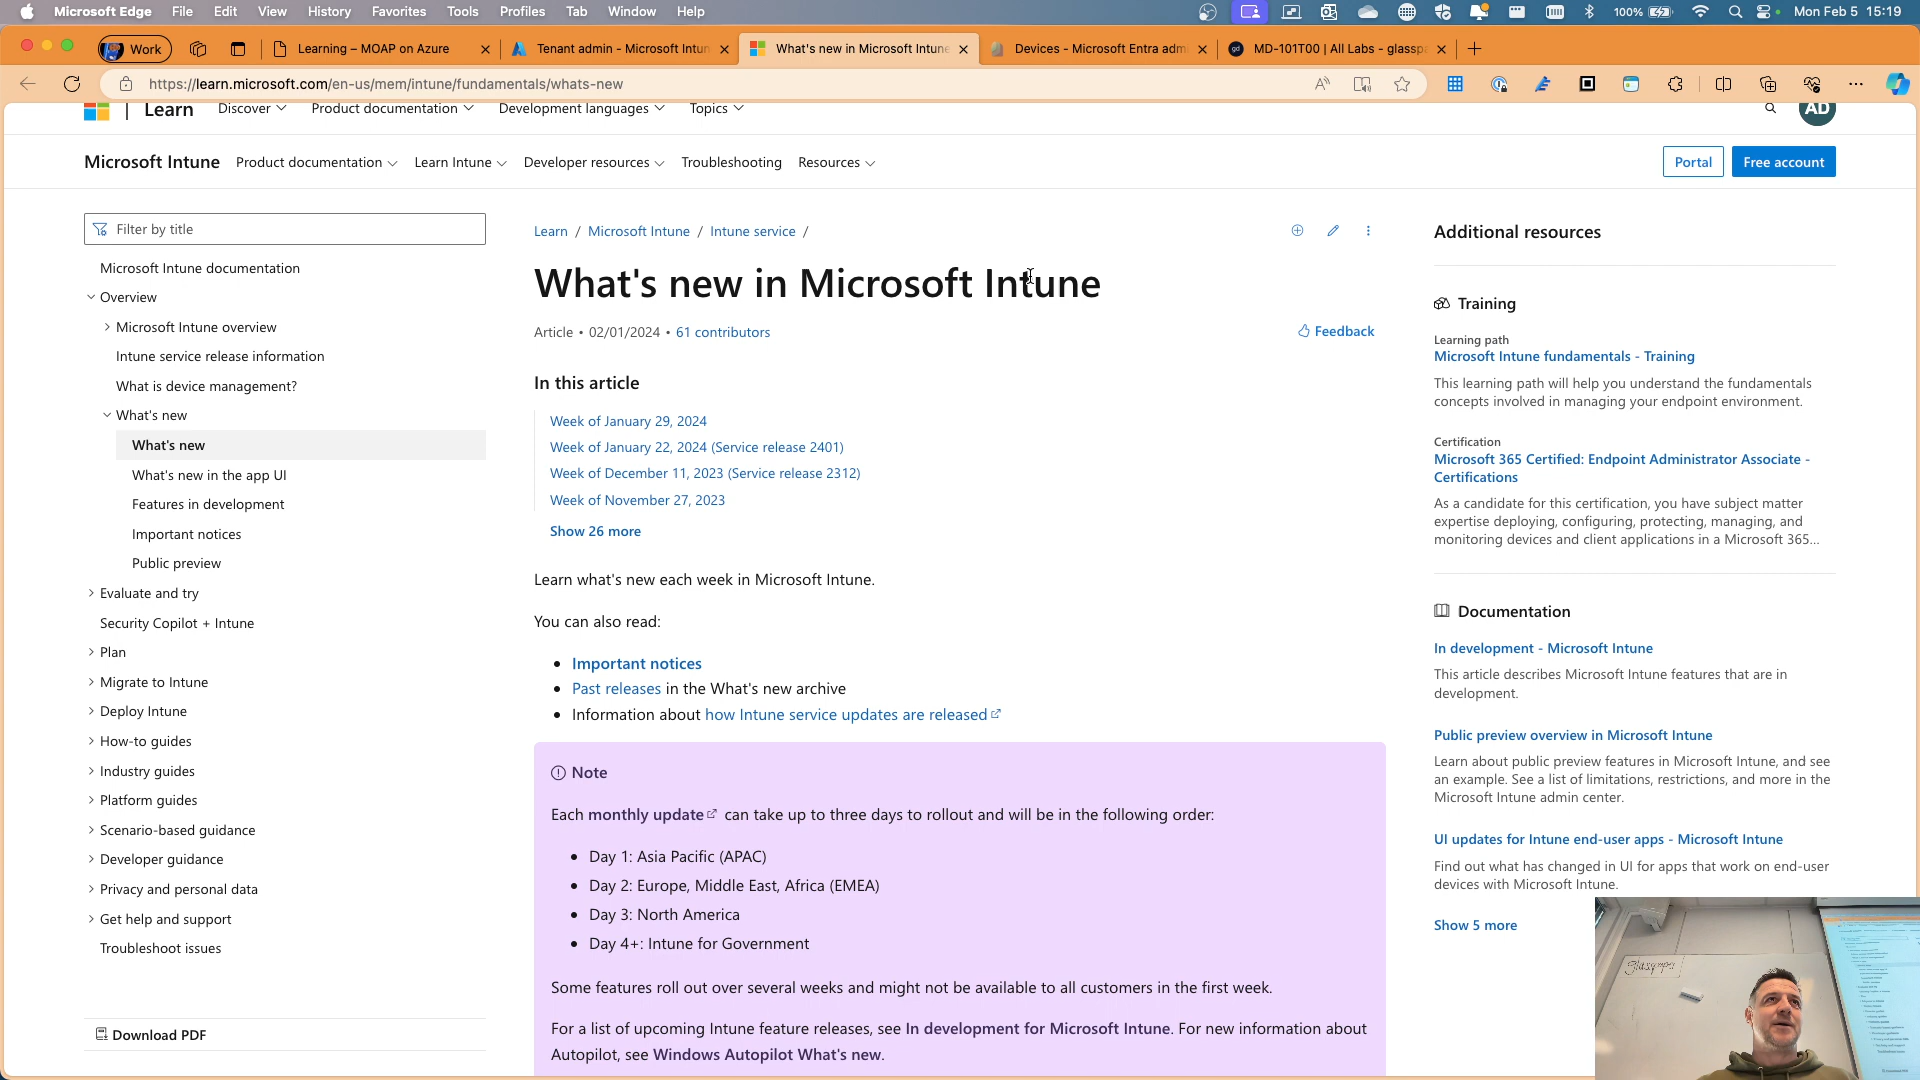 Microsoft Edge File Edit View History Favorites Tools Profiles Tab Window Help 100% Mon Feb 5 15:19
Work Learning – MOAP on Azure Tenant admin - Microsoft Intun What's new in Microsoft Intune Devices - Microsoft Entra adm MD-101T00 | All Labs - glasspa
https://learn.microsoft.com/en-us/mem/intune/fundamentals/whats-new
Learn Discover Product documentation Development languages Topics AD
Microsoft Intune Product documentation Learn Intune Developer resources Troubleshooting Resources Portal Free account
Filter by title
Microsoft Intune documentation
Overview
Microsoft Intune overview
Intune service release information
What is device management?
What's new
What's new
What's new in the app UI
Features in development
Important notices
Public preview
Evaluate and try
Security Copilot + Intune
Plan
Migrate to Intune
Deploy Intune
How-to guides
Industry guides
Platform guides
Scenario-based guidance
Developer guidance
Privacy and personal data
Get help and support
Troubleshoot issues
Download PDF
Learn / Microsoft Intune / Intune service /
What's new in Microsoft Intune
Article • 02/01/2024 • 61 contributors
Feedback
In this article
Week of January 29, 2024
Week of January 22, 2024 (Service release 2401)
Week of December 11, 2023 (Service release 2312)
Week of November 27, 2023
Show 26 more
Learn what's new each week in Microsoft Intune.
You can also read:
• Important notices
• Past releases in the What's new archive
• Information about how Intune service updates are released
Note
Each monthly update can take up to three days to rollout and will be in the following order:
• Day 1: Asia Pacific (APAC)
• Day 2: Europe, Middle East, Africa (EMEA)
• Day 3: North America
• Day 4+: Intune for Government
Some features roll out over several weeks and might not be available to all customers in the first week.
For a list of upcoming Intune feature releases, see In development for Microsoft Intune. For new information about
Autopilot, see Windows Autopilot What's new.
Additional resources
Training
Learning path
Microsoft Intune fundamentals - Training
This learning path will help you understand the fundamentals
concepts involved in managing your endpoint environment.
Certification
Microsoft 365 Certified: Endpoint Administrator Associate -
Certifications
As a candidate for this certification, you have subject matter
expertise deploying, configuring, protecting, managing, and
monitoring devices and client applications in a Microsoft 365...
Documentation
In development - Microsoft Intune
This article describes Microsoft Intune features that are in
development.
Public preview overview in Microsoft Intune
Learn about public preview features in Microsoft Intune, and see
an example. See a list of limitations, restrictions, and more in the
Microsoft Intune admin center.
UI updates for Intune end-user apps - Microsoft Intune
Find out what has changed in UI for apps that work on end-user
devices with Microsoft Intune.
Show 5 more